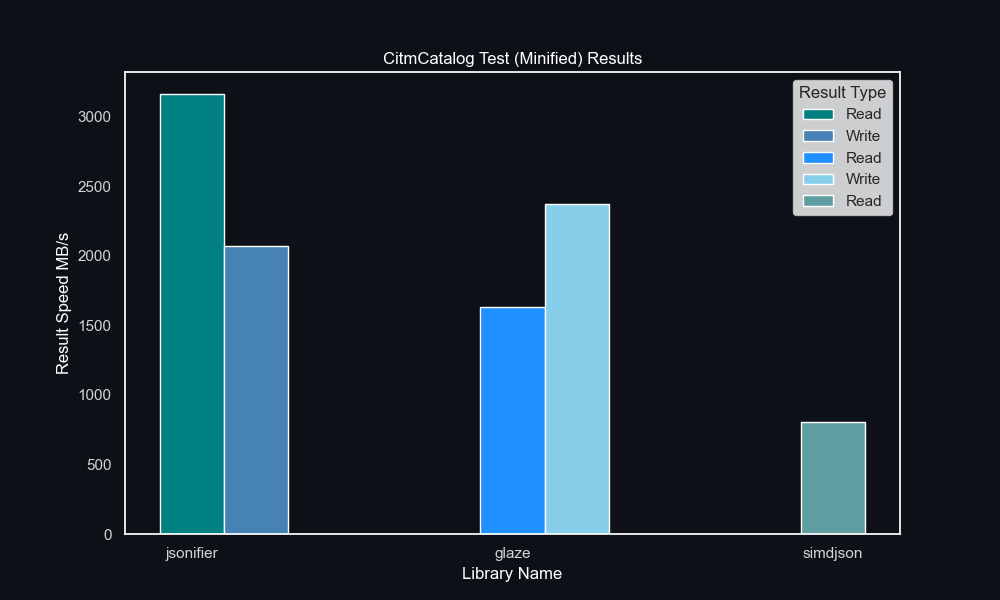 CitmCatalog Test (Minified) Results
Result Type
Read
Write
Read
Write
Read
Result Speed MB/s
3000
2500
2000
1500
1000
500
0
jsonifier glaze simdjson
Library Name